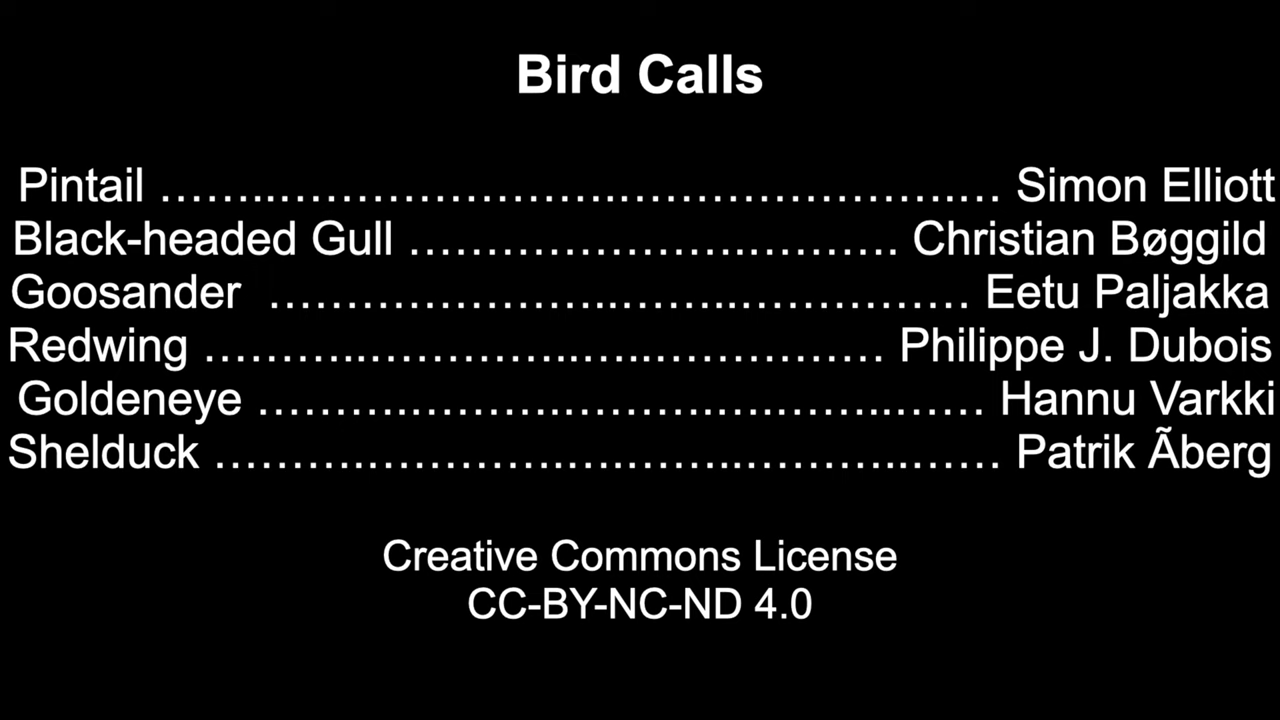 Bird Calls
Pintail ……...……………………….…………………………….… Simon Elliott
Black-headed Gull …………………….……..………. Christian Bøggild
Goosander  …………………..……...…………… Eetu Paljakka
Redwing ………...…………...…..…………… Philippe J. Dubois
Goldeneye …………….…………….…….……..…… Hannu Varkki
Shelduck ……….………….….……..………..…… Patrik Ãberg
Creative Commons License
CC-BY-NC-ND 4.0